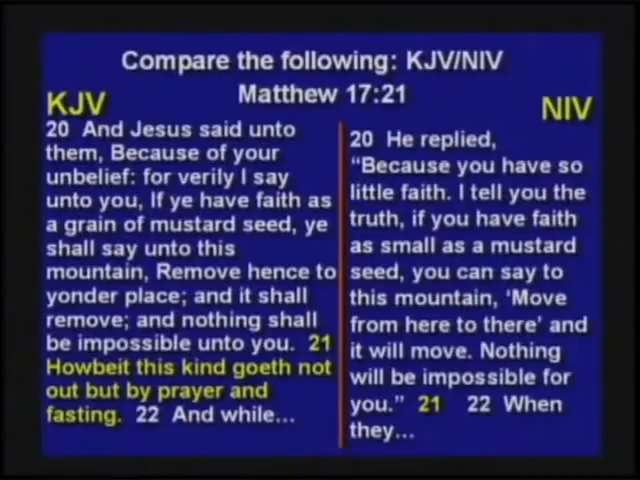 Compare the following: KJV/NIV
Matthew 17:21
KJV
20 And Jesus said unto
them, Because of your
unbelief: for verily I say
unto you, If ye have faith as
a grain of mustard seed, ye
shall say unto this
mountain, Remove hence to
yonder place; and it shall
remove; and nothing shall
be impossible unto you. 21
Howbeit this kind goeth not
out but by prayer and
fasting. 22 And while...
NIV
20 He replied,
“Because you have so
little faith. I tell you the
truth, if you have faith
as small as a mustard
seed, you can say to
this mountain, ‘Move
from here to there’ and
it will move. Nothing
will be impossible for
you.” 21 22 When
they...